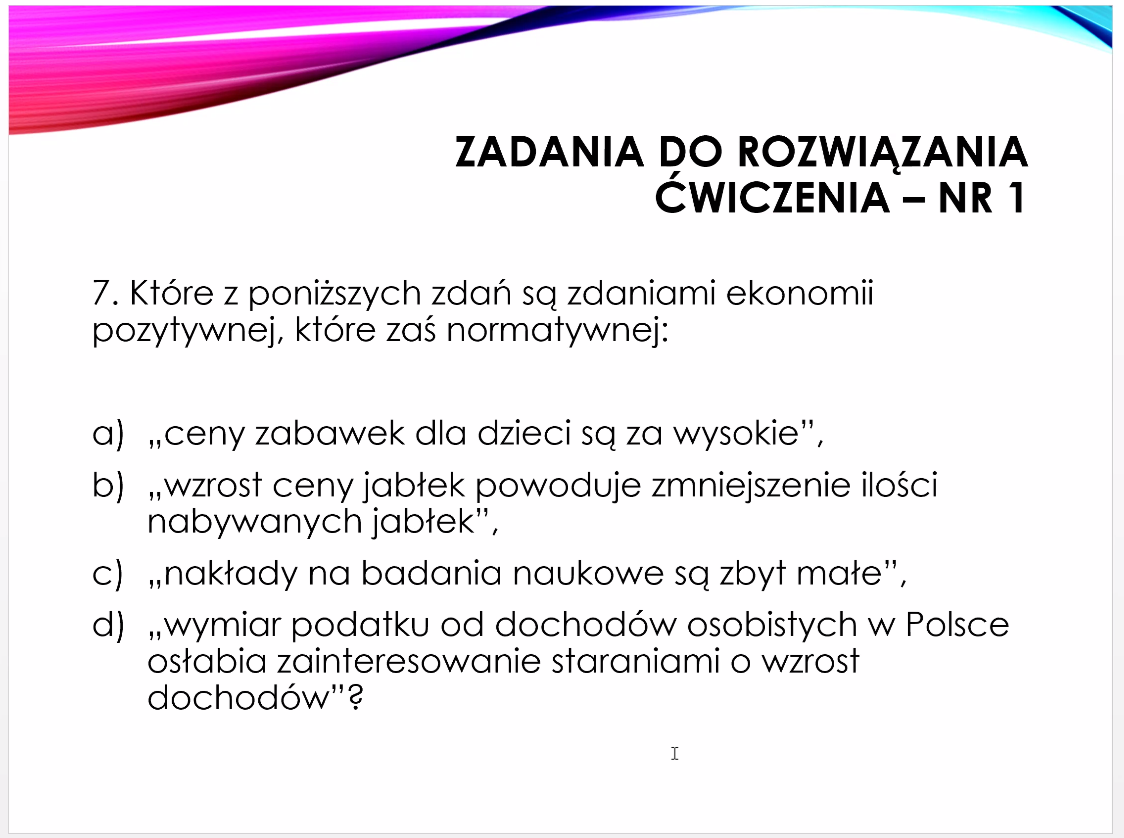 ZADANIA DO ROZWIĄZANIA
ĆWICZENIA – NR 1
7. Które z poniższych zdań są zdaniami ekonomii
pozytywnej, które zaś normatywnej:
a) „ceny zabawek dla dzieci są za wysokie”,
b) „wzrost ceny jabłek powoduje zmniejszenie ilości
nabywanych jabłek”,
c) „nakłady na badania naukowe są zbyt małe”,
d) „wymiar podatku od dochodów osobistych w Polsce
osłabia zainteresowanie staraniami o wzrost
dochodów”?